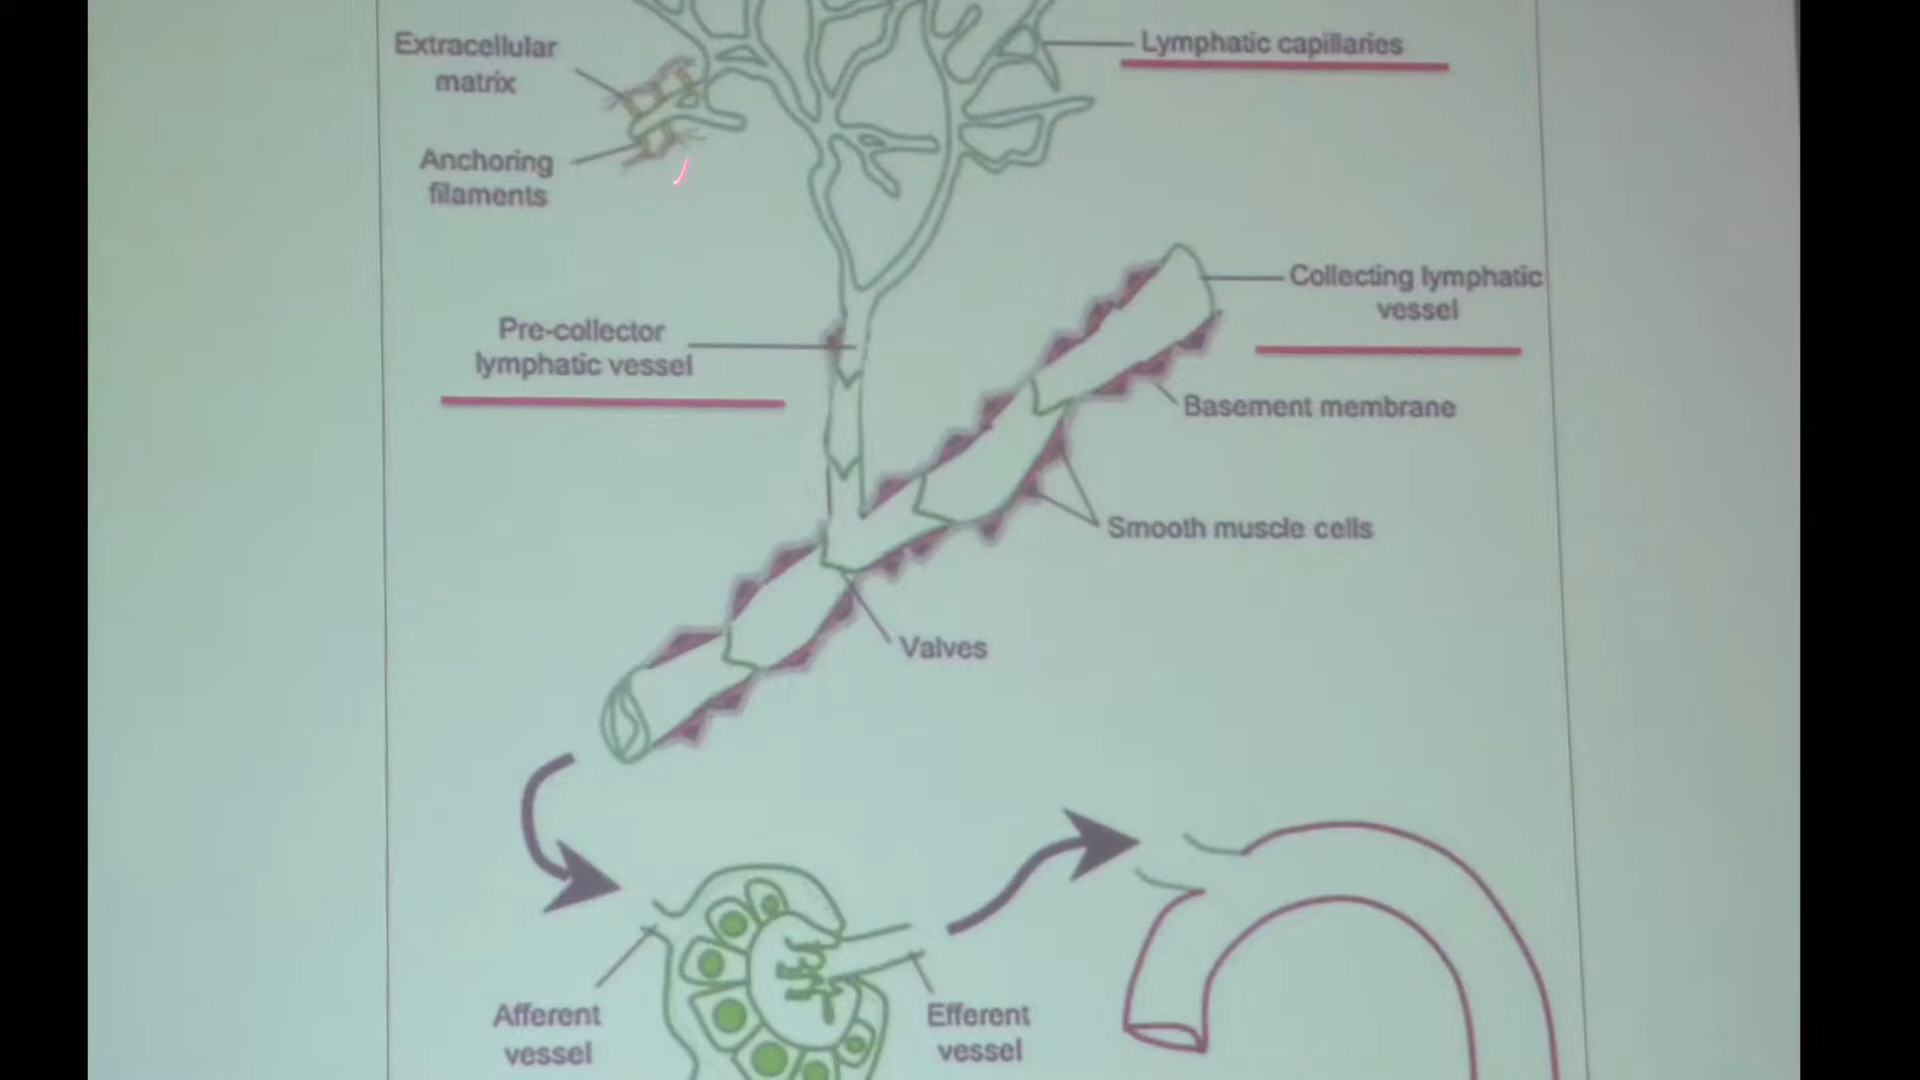 Extracellular
matrix
Lymphatic capillaries
Anchoring
filaments
Collecting lymphatic
vessel
Pre-collector
lymphatic vessel
Basement membrane
Smooth muscle cells
Valves
Afferent
vessel
Efferent
vessel